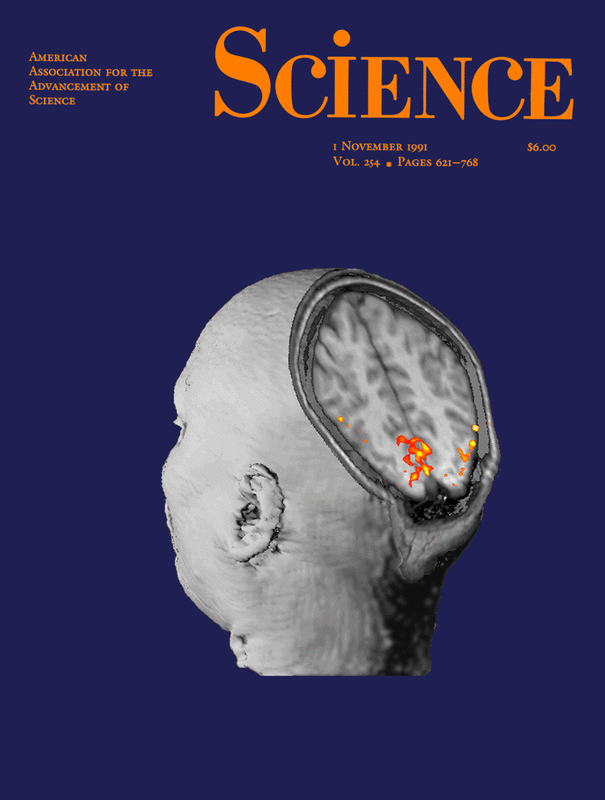 American
Association for the
Advancement of
Science
SCiENCE
1 November 1991
$6.00
Vol. 254 ■ Pages 621–768